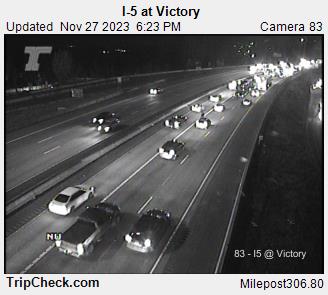 I-5 at Victory
Updated Nov 27 2023 6:23 PM Camera 83
T
NB
83 - I5 @ Victory
TripCheck.com Milepost306.80